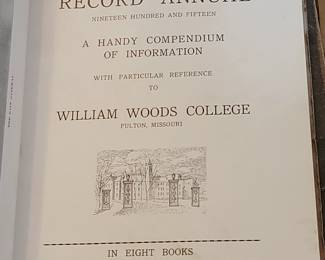 RECORD ANNUAL
NINETEEN HUNDRED AND FIFTEEN
A HANDY COMPENDIUM
OF INFORMATION
WITH PARTICULAR REFERENCE
TO
WILLIAM WOODS COLLEGE
FULTON, MISSOURI
IN EIGHT BOOKS